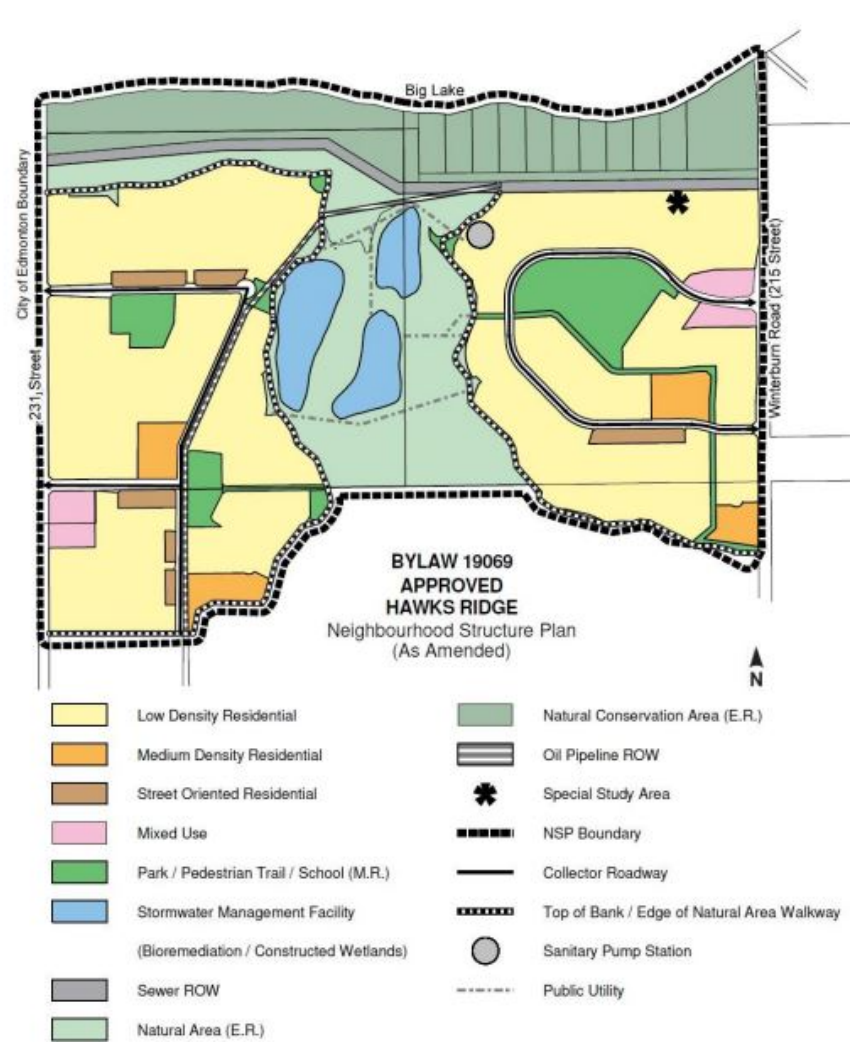 Big Lake
City of Edmonton Boundary
231 Street
Winterburn Road (215 Street)
BYLAW 19069
APPROVED
HAWKS RIDGE
Neighbourhood Structure Plan
(As Amended)
N
Low Density Residential
Medium Density Residential
Street Oriented Residential
Mixed Use
Park / Pedestrian Trail / School (M.R.)
Stormwater Management Facility
(Bioremediation / Constructed Wetlands)
Sewer ROW
Natural Area (E.R.)
Natural Conservation Area (E.R.)
Oil Pipeline ROW
Special Study Area
NSP Boundary
Collector Roadway
Top of Bank / Edge of Natural Area Walkway
Sanitary Pump Station
Public Utility